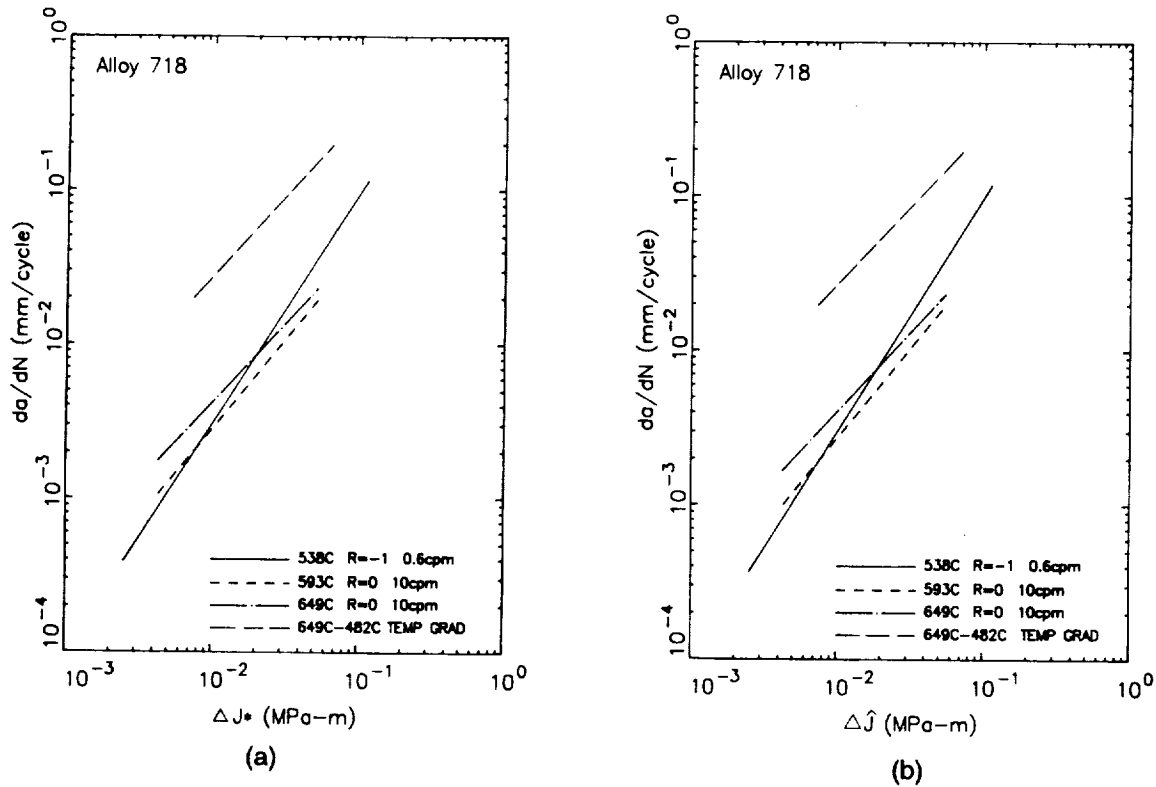 Alloy 718
10^0
10^-1
10^-2
10^-3
10^-4
da/dN (mm/cycle)
538C R=-1 0.6cpm
593C R=0 10cpm
649C R=0 10cpm
649C-482C TEMP GRAD
10^-3 10^-2 10^-1 10^0
Δ J* (MPa-m)
(a)
Alloy 718
10^0
10^-1
10^-2
10^-3
10^-4
da/dN (mm/cycle)
538C R=-1 0.6cpm
593C R=0 10cpm
649C R=0 10cpm
649C-482C TEMP GRAD
10^-3 10^-2 10^-1 10^0
Δ Ĵ (MPa-m)
(b)